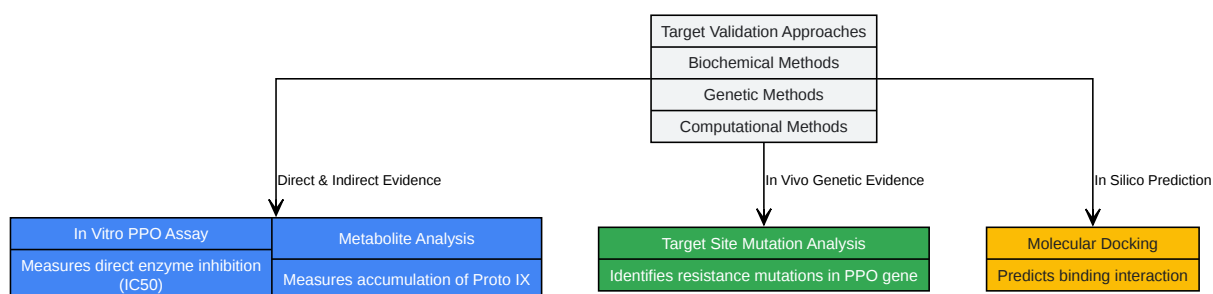 Target Validation Approaches
Biochemical Methods
Genetic Methods
Computational Methods
Direct & Indirect Evidence
In Vivo Genetic Evidence
In Silico Prediction
In Vitro PPO Assay
Measures direct enzyme inhibition
(IC50)
Metabolite Analysis
Measures accumulation of Proto IX
Target Site Mutation Analysis
Identifies resistance mutations in PPO gene
Molecular Docking
Predicts binding interaction